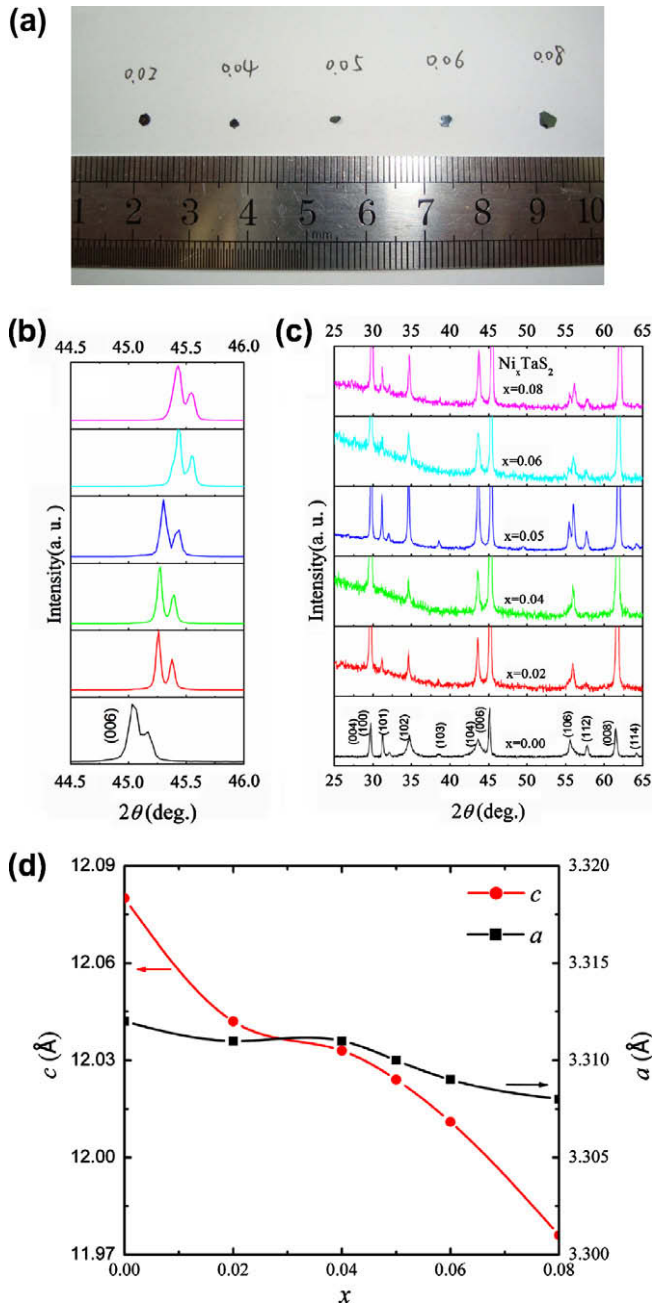 (a)
0.02 0.04 0.05 0.06 0.08
1 2 3 4 5 6 7 8 9 10
mm
(b)
44.5 45.0 45.5 46.0
Intensity(a. u.)
(006)
44.5 45.0 45.5 46.0
2θ (deg.)
(c)
25 30 35 40 45 50 55 60 65
NiₓTaS₂
x=0.08
x=0.06
x=0.05
x=0.04
x=0.02
x=0.00
Intensity(a. u.)
(004) (100) (101) (102) (103) (104) (006) (106) (112) (008) (114)
25 30 35 40 45 50 55 60 65
2θ (deg.)
(d)
12.09
12.06
12.03
12.00
11.97
c (Å)
c
a
3.320
3.315
3.310
3.305
3.300
a (Å)
0.00 0.02 0.04 0.06 0.08
x